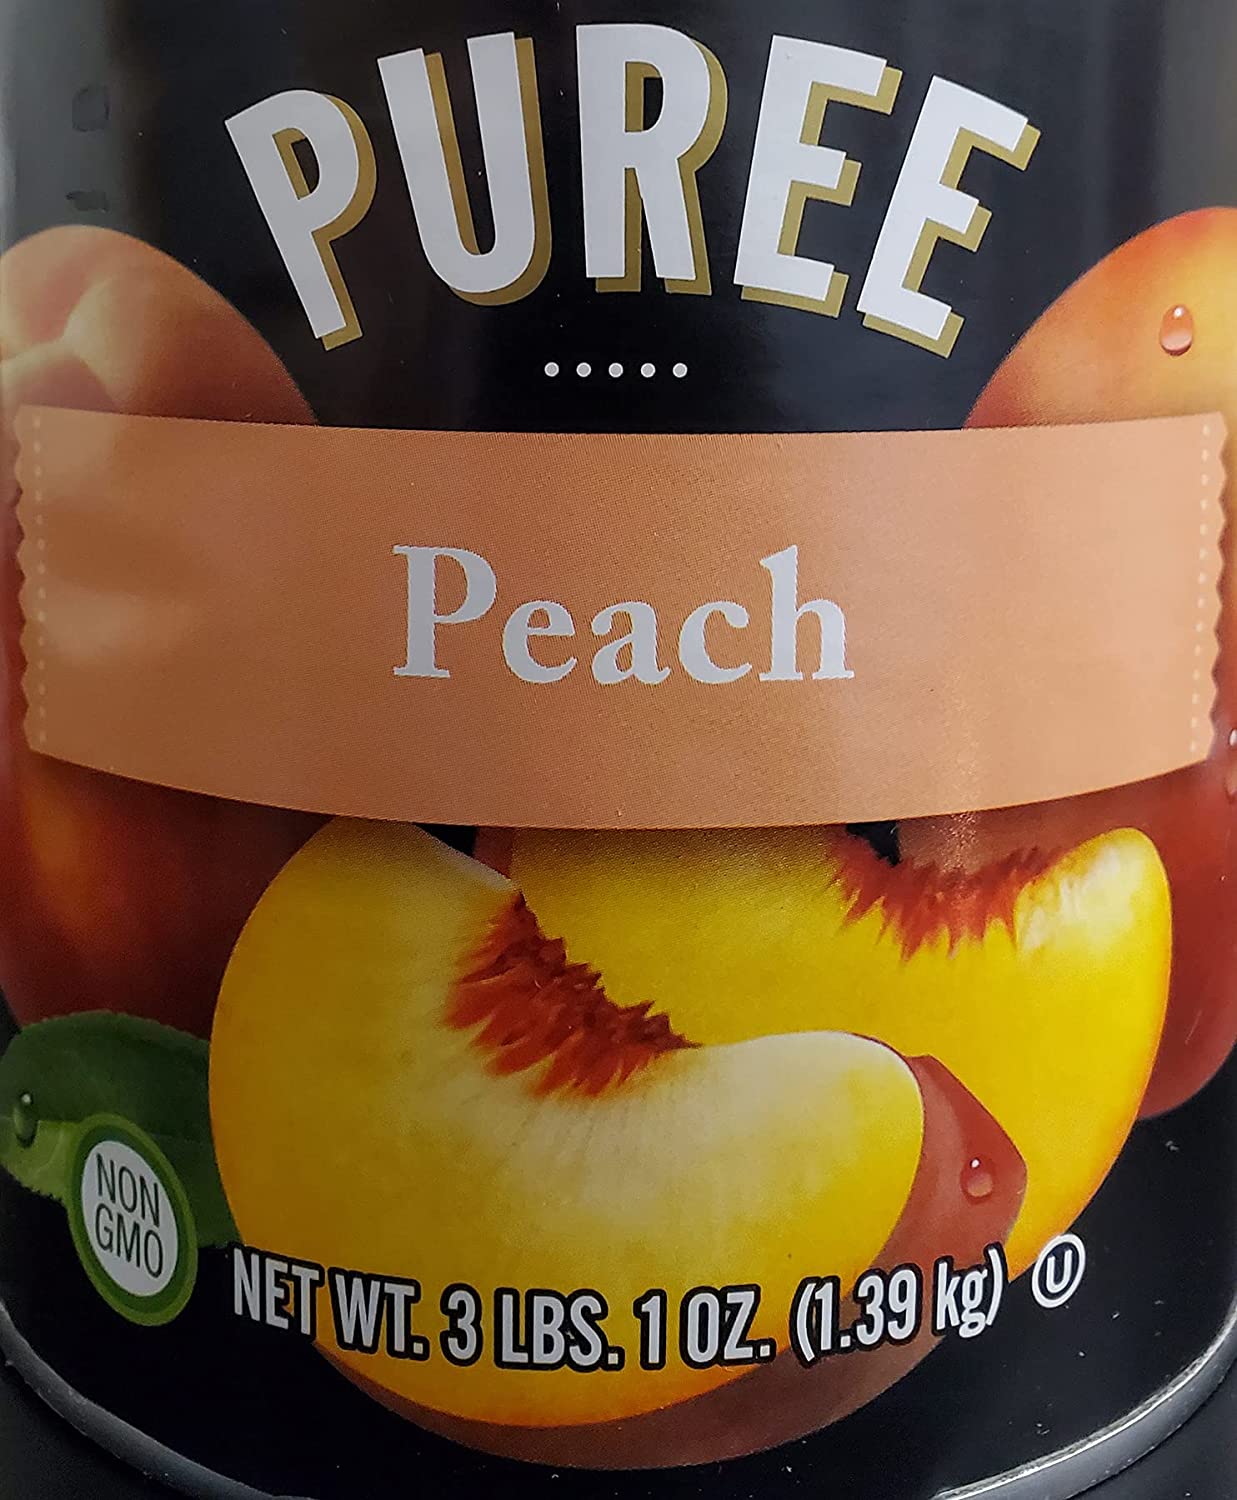 PUREE
Peach
NON
GMO
NET WT. 3 LBS. 1 OZ. (1.39 kg) U